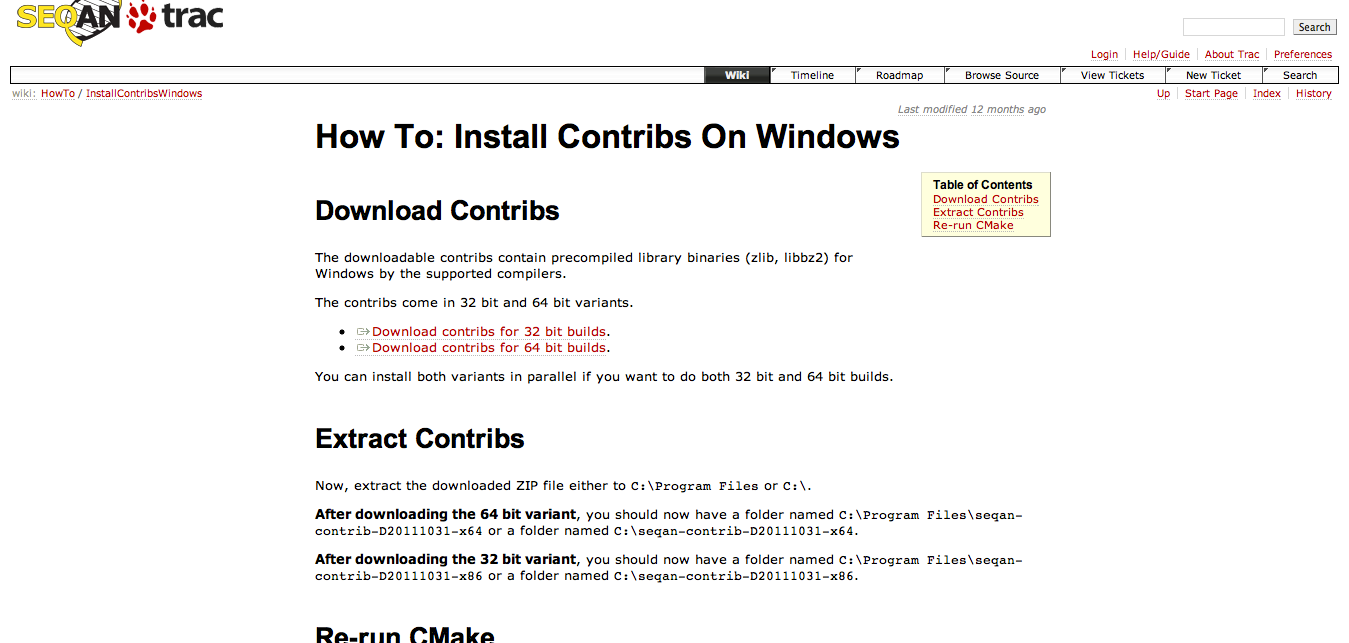 SEQAN trac
Search
Login Help/Guide About Trac Preferences
Wiki Timeline Roadmap Browse Source View Tickets New Ticket Search
wiki: HowTo / InstallContribsWindows
Up Start Page Index History
Last modified 12 months ago
How To: Install Contribs On Windows
Table of Contents
Download Contribs
Extract Contribs
Re-run CMake
Download Contribs
The downloadable contribs contain precompiled library binaries (zlib, libbz2) for
Windows by the supported compilers.
The contribs come in 32 bit and 64 bit variants.
• Download contribs for 32 bit builds.
• Download contribs for 64 bit builds.
You can install both variants in parallel if you want to do both 32 bit and 64 bit builds.
Extract Contribs
Now, extract the downloaded ZIP file either to C:\Program Files or C:\.
After downloading the 64 bit variant, you should now have a folder named C:\Program Files\seqan-
contrib-D20111031-x64 or a folder named C:\seqan-contrib-D20111031-x64.
After downloading the 32 bit variant, you should now have a folder named C:\Program Files\seqan-
contrib-D20111031-x86 or a folder named C:\seqan-contrib-D20111031-x86.
Re-run CMake